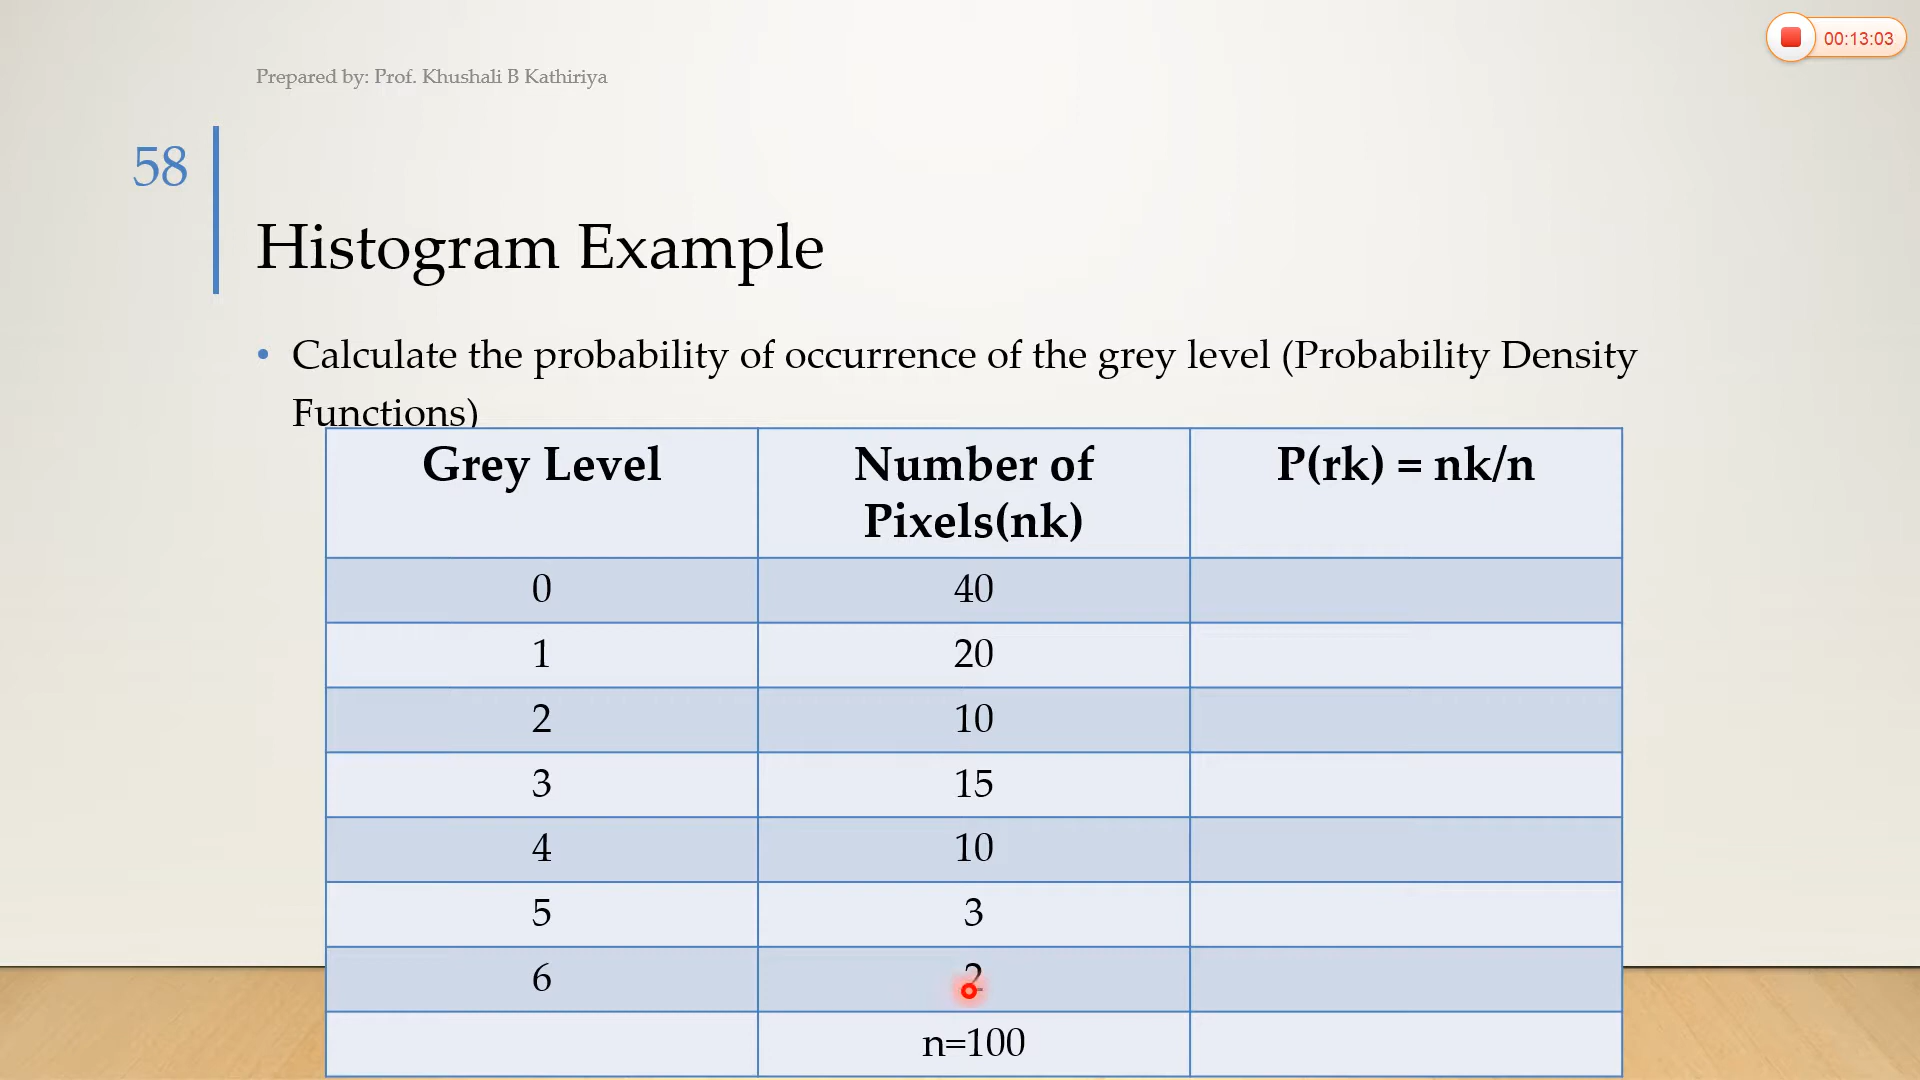 00:13:03
Prepared by: Prof. Khushali B Kathiriya
58
Histogram Example
• Calculate the probability of occurrence of the grey level (Probability Density
Functions)
Grey Level Number of Pixels(nk) P(rk) = nk/n
0 40
1 20
2 10
3 15
4 10
5 3
6 2
n=100